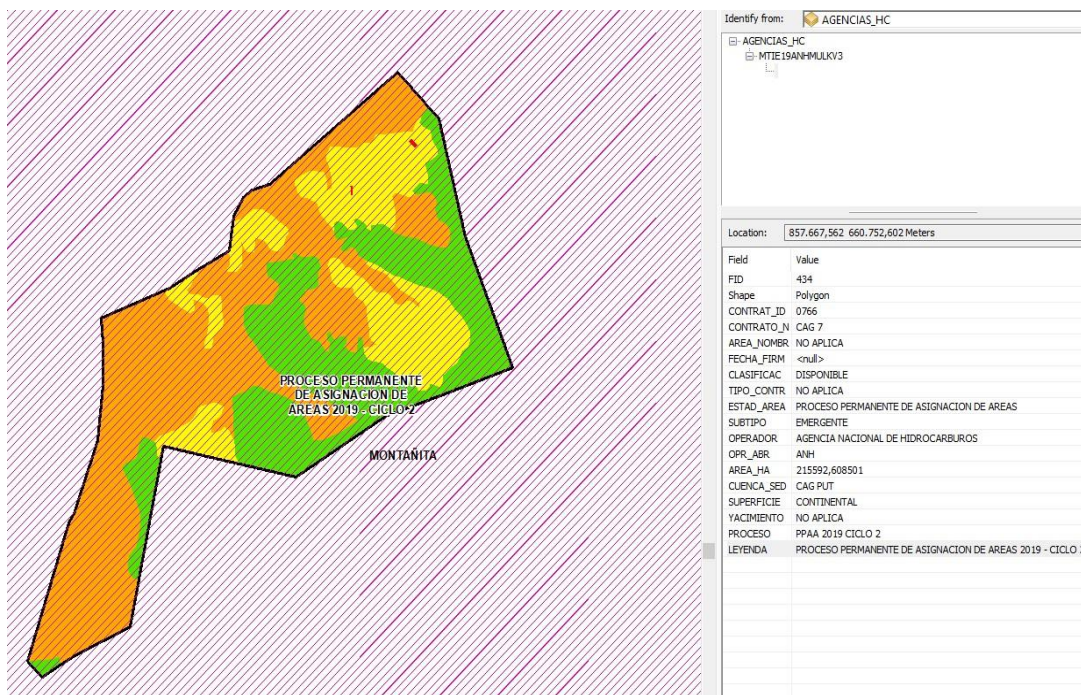 Identify from: AGENCIAS_HC
AGENCIAS_HC
MTIE19ANHMULKV3
PROCESO PERMANENTE
DE ASIGNACION DE
AREAS 2019 - CICLO 2
MONTAÑITA
Location: 857.667,562 660.752,602 Meters
Field Value
FID 434
Shape Polygon
CONTRAT_ID 0766
CONTRATO_N CAG 7
AREA_NOMBR NO APLICA
FECHA_FIRM <null>
CLASIFICAC DISPONIBLE
TIPO_CONTR NO APLICA
ESTAD_AREA PROCESO PERMANENTE DE ASIGNACION DE AREAS
SUBTIPO EMERGENTE
OPERADOR AGENCIA NACIONAL DE HIDROCARBUROS
OPR_ABR ANH
AREA_HA 215592,608501
CUENCA_SED CAG PUT
SUPERFICIE CONTINENTAL
YACIMIENTO NO APLICA
PROCESO PPAA 2019 CICLO 2
LEYENDA PROCESO PERMANENTE DE ASIGNACION DE AREAS 2019 - CICLO